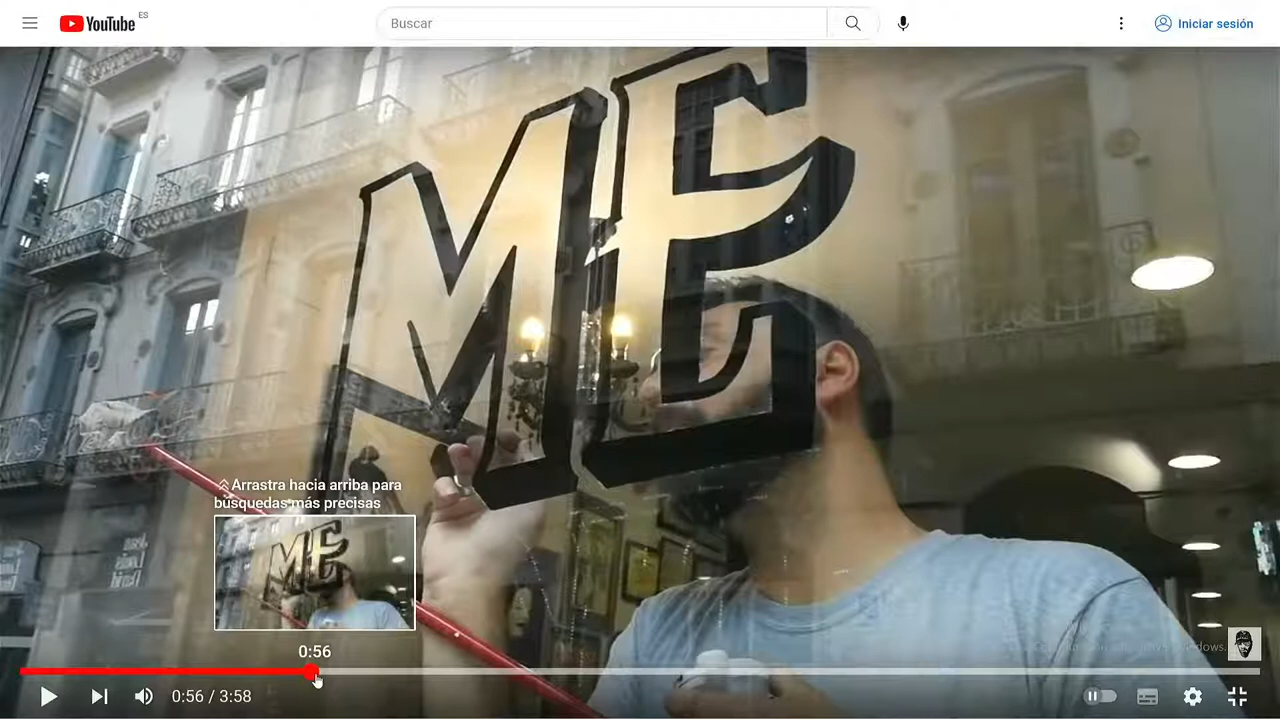 YouTube ES
Buscar
Iniciar sesión
ME
Arrastra hacia arriba para
búsquedas más precisas
ME
0:56
0:56 / 3:58